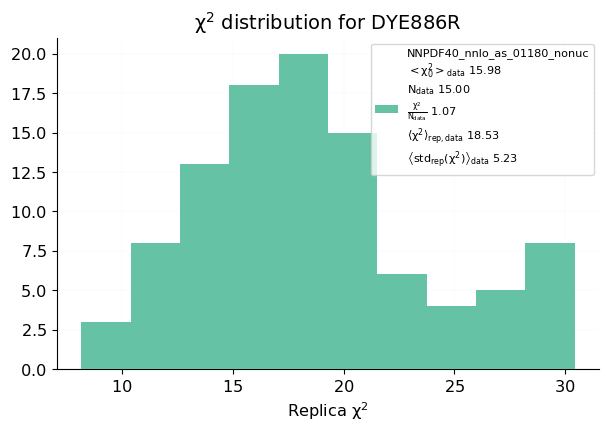 χ² distribution for DYE886R
NNPDF40_nnlo_as_01180_nonuc
< χ²₀ >data 15.98
Ndata 15.00
χ²/Ndata 1.07
⟨χ²⟩rep,data 18.53
⟨stdrep(χ²)⟩data 5.23
20.0
17.5
15.0
12.5
10.0
7.5
5.0
2.5
0.0
10 15 20 25 30
Replica χ²